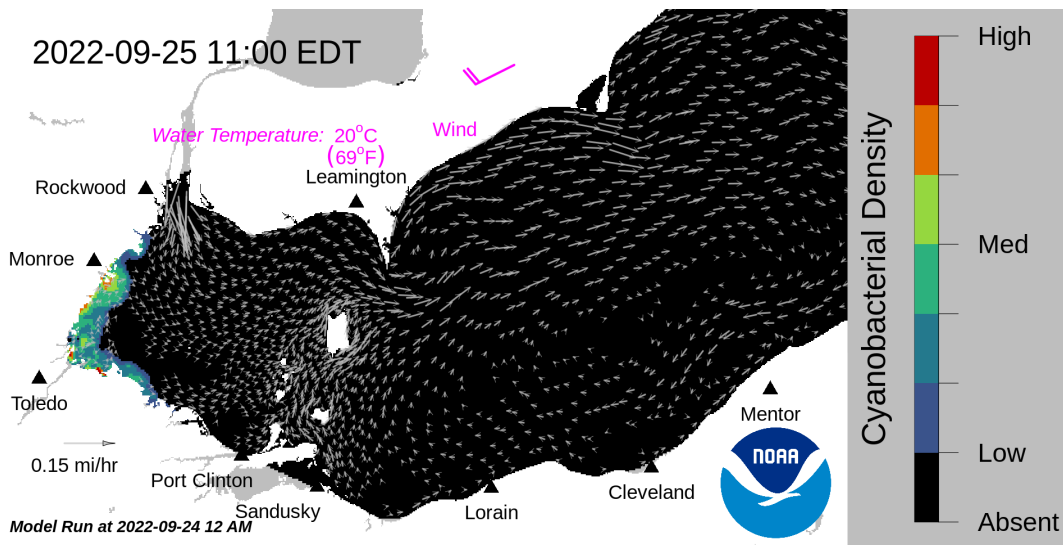 2022-09-25 11:00 EDT
Water Temperature: 20°C
(69°F)
Wind
Leamington
Rockwood
Monroe
Toledo
0.15 mi/hr
Port Clinton
Sandusky
Lorain
Cleveland
Mentor
NOAA
Model Run at 2022-09-24 12 AM
Cyanobacterial Density
High
Med
Low
Absent